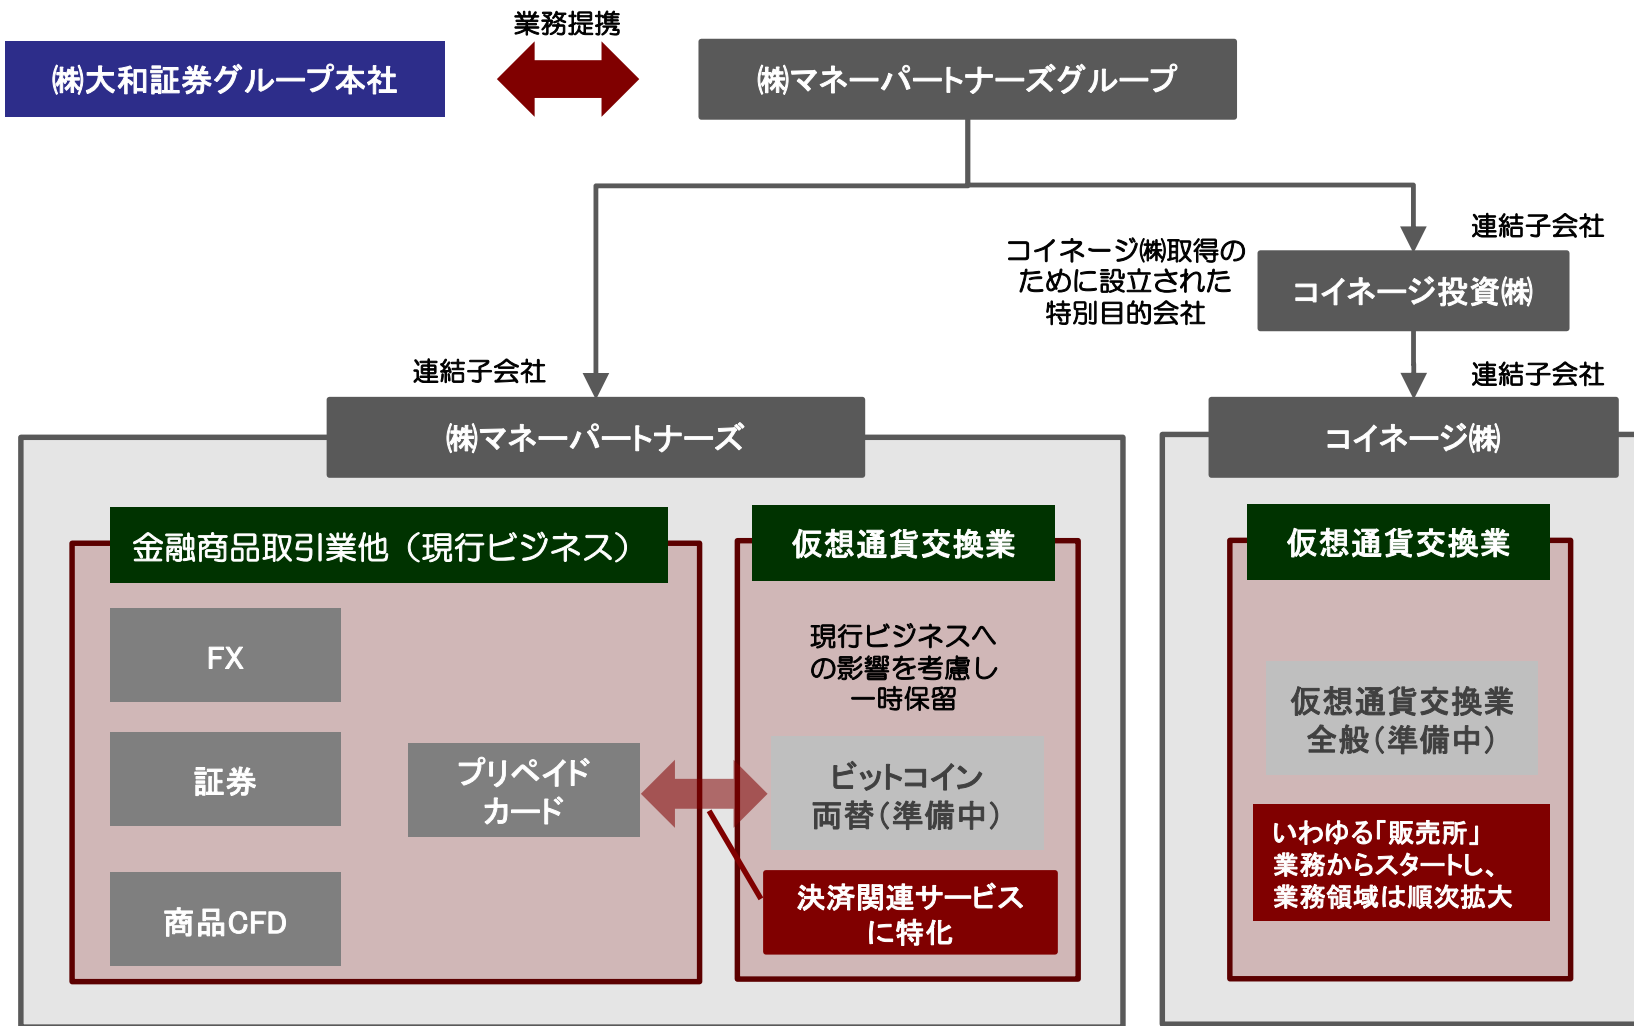 業務提携
㈱大和証券グループ本社
㈱マネーパートナーズグループ
連結子会社
コイネージ㈱取得の
ために設立された
特別目的会社
コイネージ投資㈱
連結子会社
連結子会社
㈱マネーパートナーズ
コイネージ㈱
金融商品取引業他（現行ビジネス）
FX
証券
商品CFD
プリペイド
カード
仮想通貨交換業
現行ビジネスへ
の影響を考慮し
一時保留
ビットコイン
両替（準備中）
決済関連サービス
に特化
仮想通貨交換業
仮想通貨交換業
全般（準備中）
いわゆる「販売所」
業務からスタートし、
業務領域は順次拡大